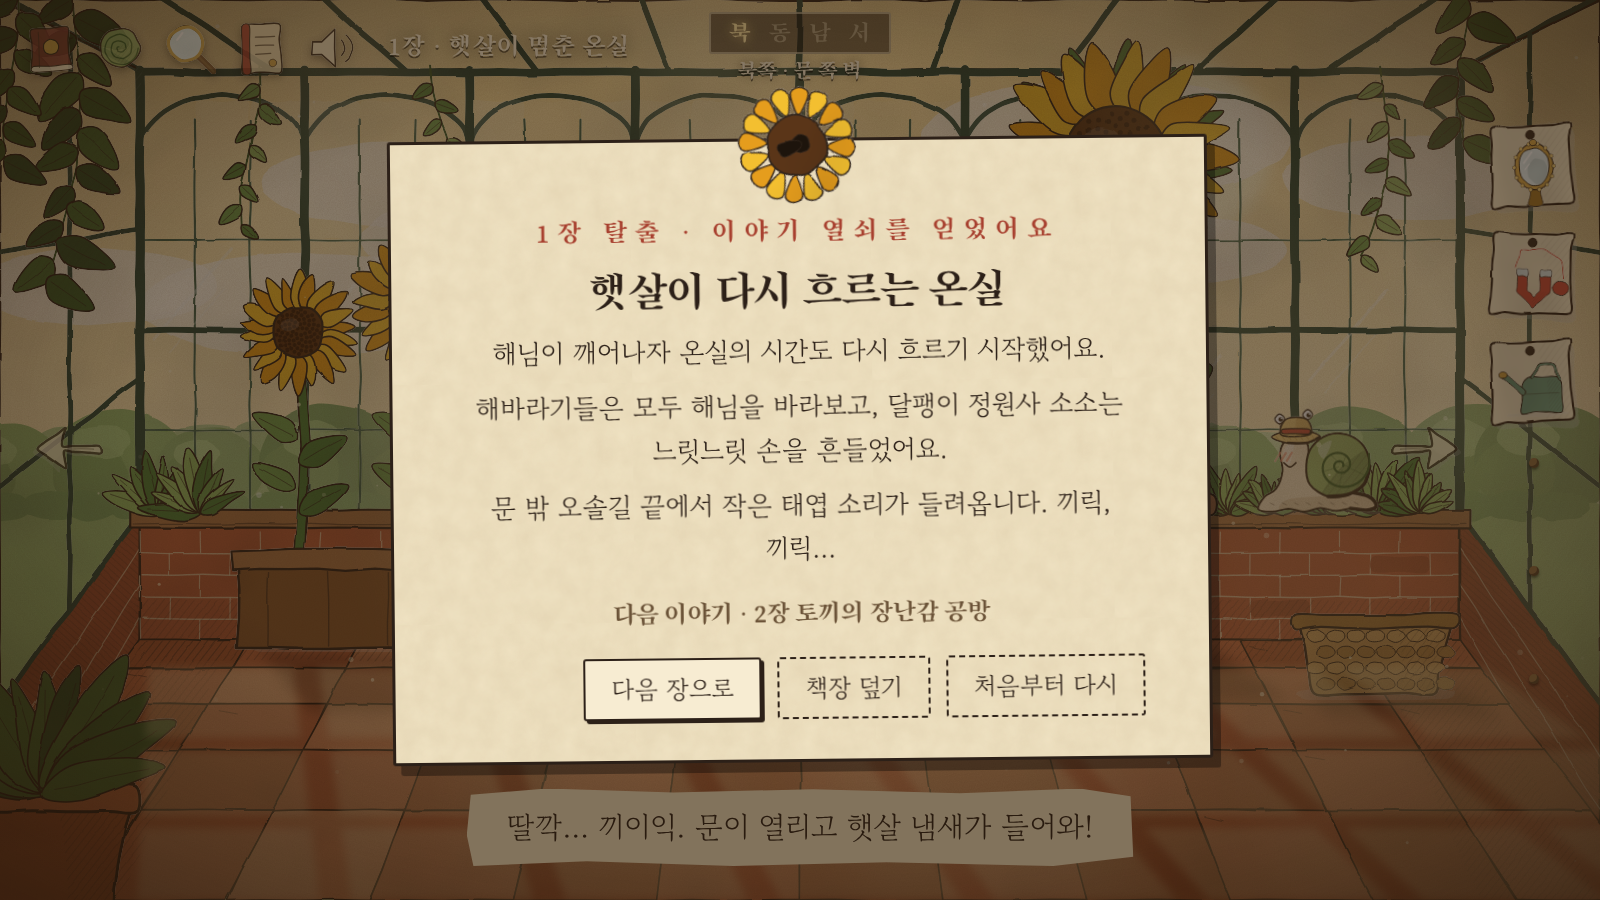 1장 · 햇살이 멈춘 온실
북 동 남 서
북쪽 · 문 쪽 벽
1장 탈출 · 이야기 열쇠를 얻었어요
햇살이 다시 흐르는 온실
해님이 깨어나자 온실의 시간도 다시 흐르기 시작했어요.
해바라기들은 모두 해님을 바라보고, 달팽이 정원사 소소는
느릿느릿 손을 흔들었어요.
문 밖 오솔길 끝에서 작은 태엽 소리가 들려옵니다. 끼릭,
끼릭…
다음 이야기 · 2장 토끼의 장난감 공방
다음 장으로
책장 덮기
처음부터 다시
딸깍… 끼이익. 문이 열리고 햇살 냄새가 들어와!